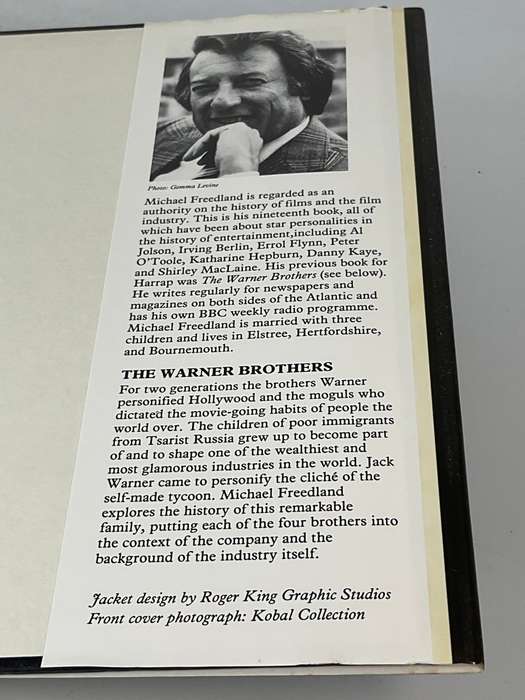 Photo: Gemma Levine
Michael Freedland is regarded as an
authority on the history of films and the film
industry. This is his nineteenth book, all of
which have been about star personalities in
the history of entertainment,including Al
Jolson, Irving Berlin, Errol Flynn, Peter
O'Toole, Katharine Hepburn, Danny Kaye,
and Shirley MacLaine. His previous book for
Harrap was The Warner Brothers (see below).
He writes regularly for newspapers and
magazines on both sides of the Atlantic and
has his own BBC weekly radio programme.
Michael Freedland is married with three
children and lives in Elstree, Hertfordshire,
and Bournemouth.
THE WARNER BROTHERS
For two generations the brothers Warner
personified Hollywood and the moguls who
dictated the movie-going habits of people the
world over. The children of poor immigrants
from Tsarist Russia grew up to become part
of and to shape one of the wealthiest and
most glamorous industries in the world. Jack
Warner came to personify the cliché of the
self-made tycoon. Michael Freedland
explores the history of this remarkable
family, putting each of the four brothers into
the context of the company and the
background of the industry itself.
Jacket design by Roger King Graphic Studios
Front cover photograph: Kobal Collection